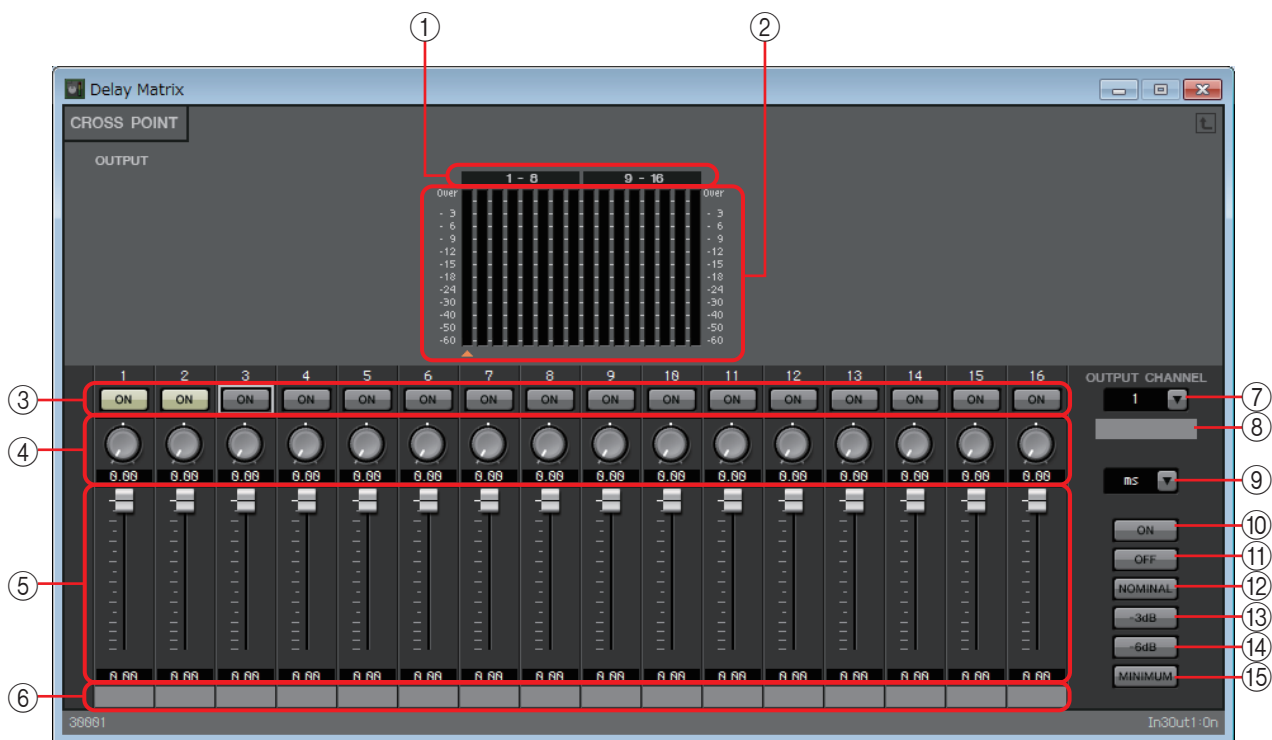 ① ②
Delay Matrix
CROSS POINT
OUTPUT
1 - 8 9 - 16
Over Over
- 3 - 3
- 6 - 6
- 9 - 9
-12 -12
-15 -15
-18 -18
-24 -24
-30 -30
-40 -40
-50 -50
-60 -60
1 2 3 4 5 6 7 8 9 10 11 12 13 14 15 16 OUTPUT CHANNEL
③ ON ON ON ON ON ON ON ON ON ON ON ON ON ON ON ON 1 ⑦
⑧
④
0.00 0.00 0.00 0.00 0.00 0.00 0.00 0.00 0.00 0.00 0.00 0.00 0.00 0.00 0.00 0.00
ms ⑨
ON ⑩
OFF ⑪
⑤ NOMINAL ⑫
-3dB ⑬
-6dB ⑭
0.00 0.00 0.00 0.00 0.00 0.00 0.00 0.00 0.00 0.00 0.00 0.00 0.00 0.00 0.00 0.00 MINIMUM ⑮
⑥
30001 In3Out1:On